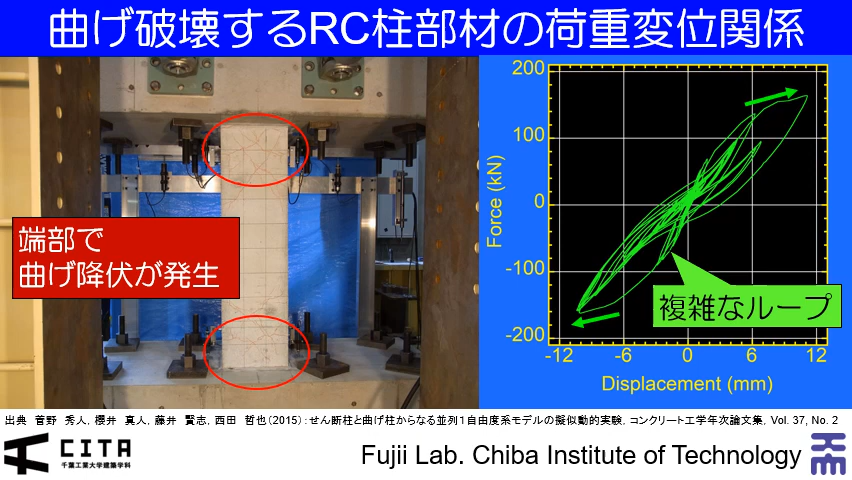 曲げ破壊するRC柱部材の荷重変位関係
端部で
曲げ降伏が発生
200
100
0
-100
-200
-12
-6
0
6
12
Force (kN)
Displacement (mm)
複雑なループ
出典 菅野 秀人, 櫻井 真人, 藤井 賢志, 西田 哲也（2015）：せん断柱と曲げ柱からなる並列1自由度系モデルの擬似動的実験, コンクリート工学年次論文集, Vol. 37, No. 2
CITA
千葉工業大学建築学科
Fujii Lab. Chiba Institute of Technology